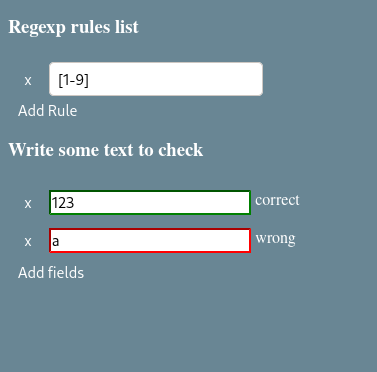 Regexp rules list
x [1-9]
Add Rule
Write some text to check
x 123 correct
x a wrong
Add fields